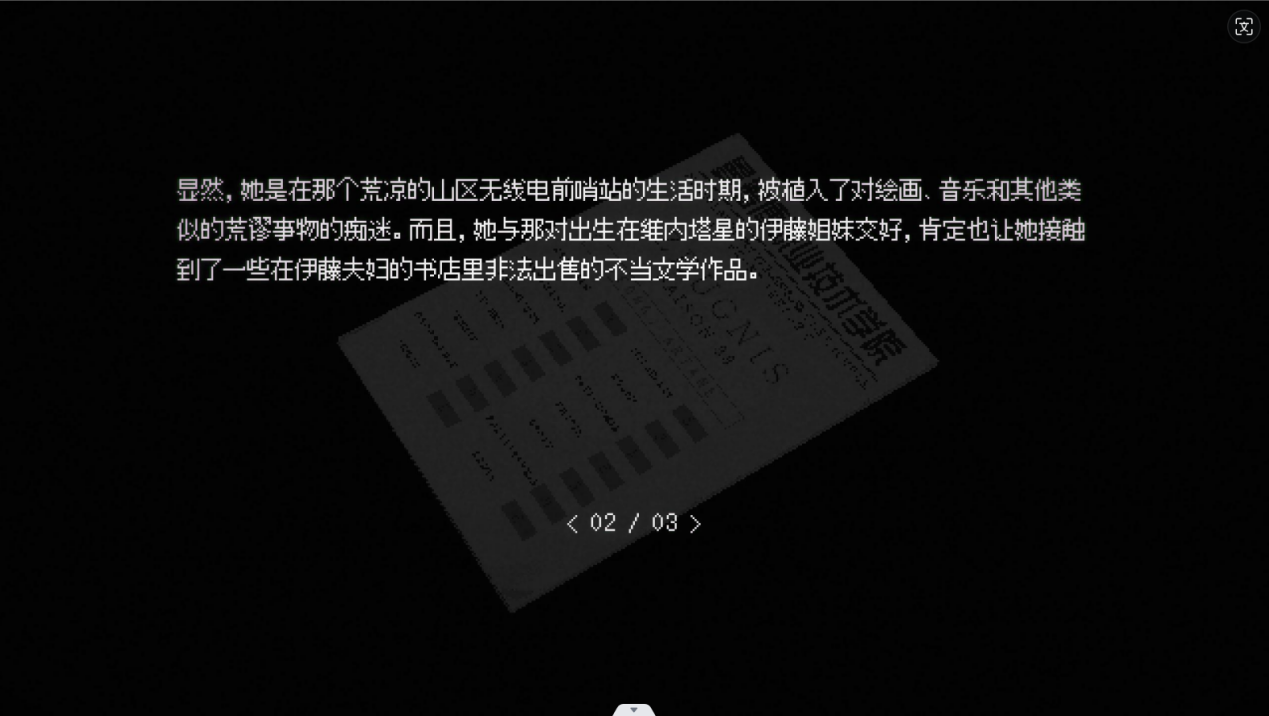 显然，她是在那个荒凉的山区无线电前哨站的生活时期，被植入了对绘画、音乐和其他类
似的荒谬事物的痴迷。而且，她与那对出生在维内塔星的伊藤姐妹交好，肯定也让她接触
到了一些在伊藤夫妇的书店里非法出售的不当文学作品。
业技术学院
< 02 / 03 >